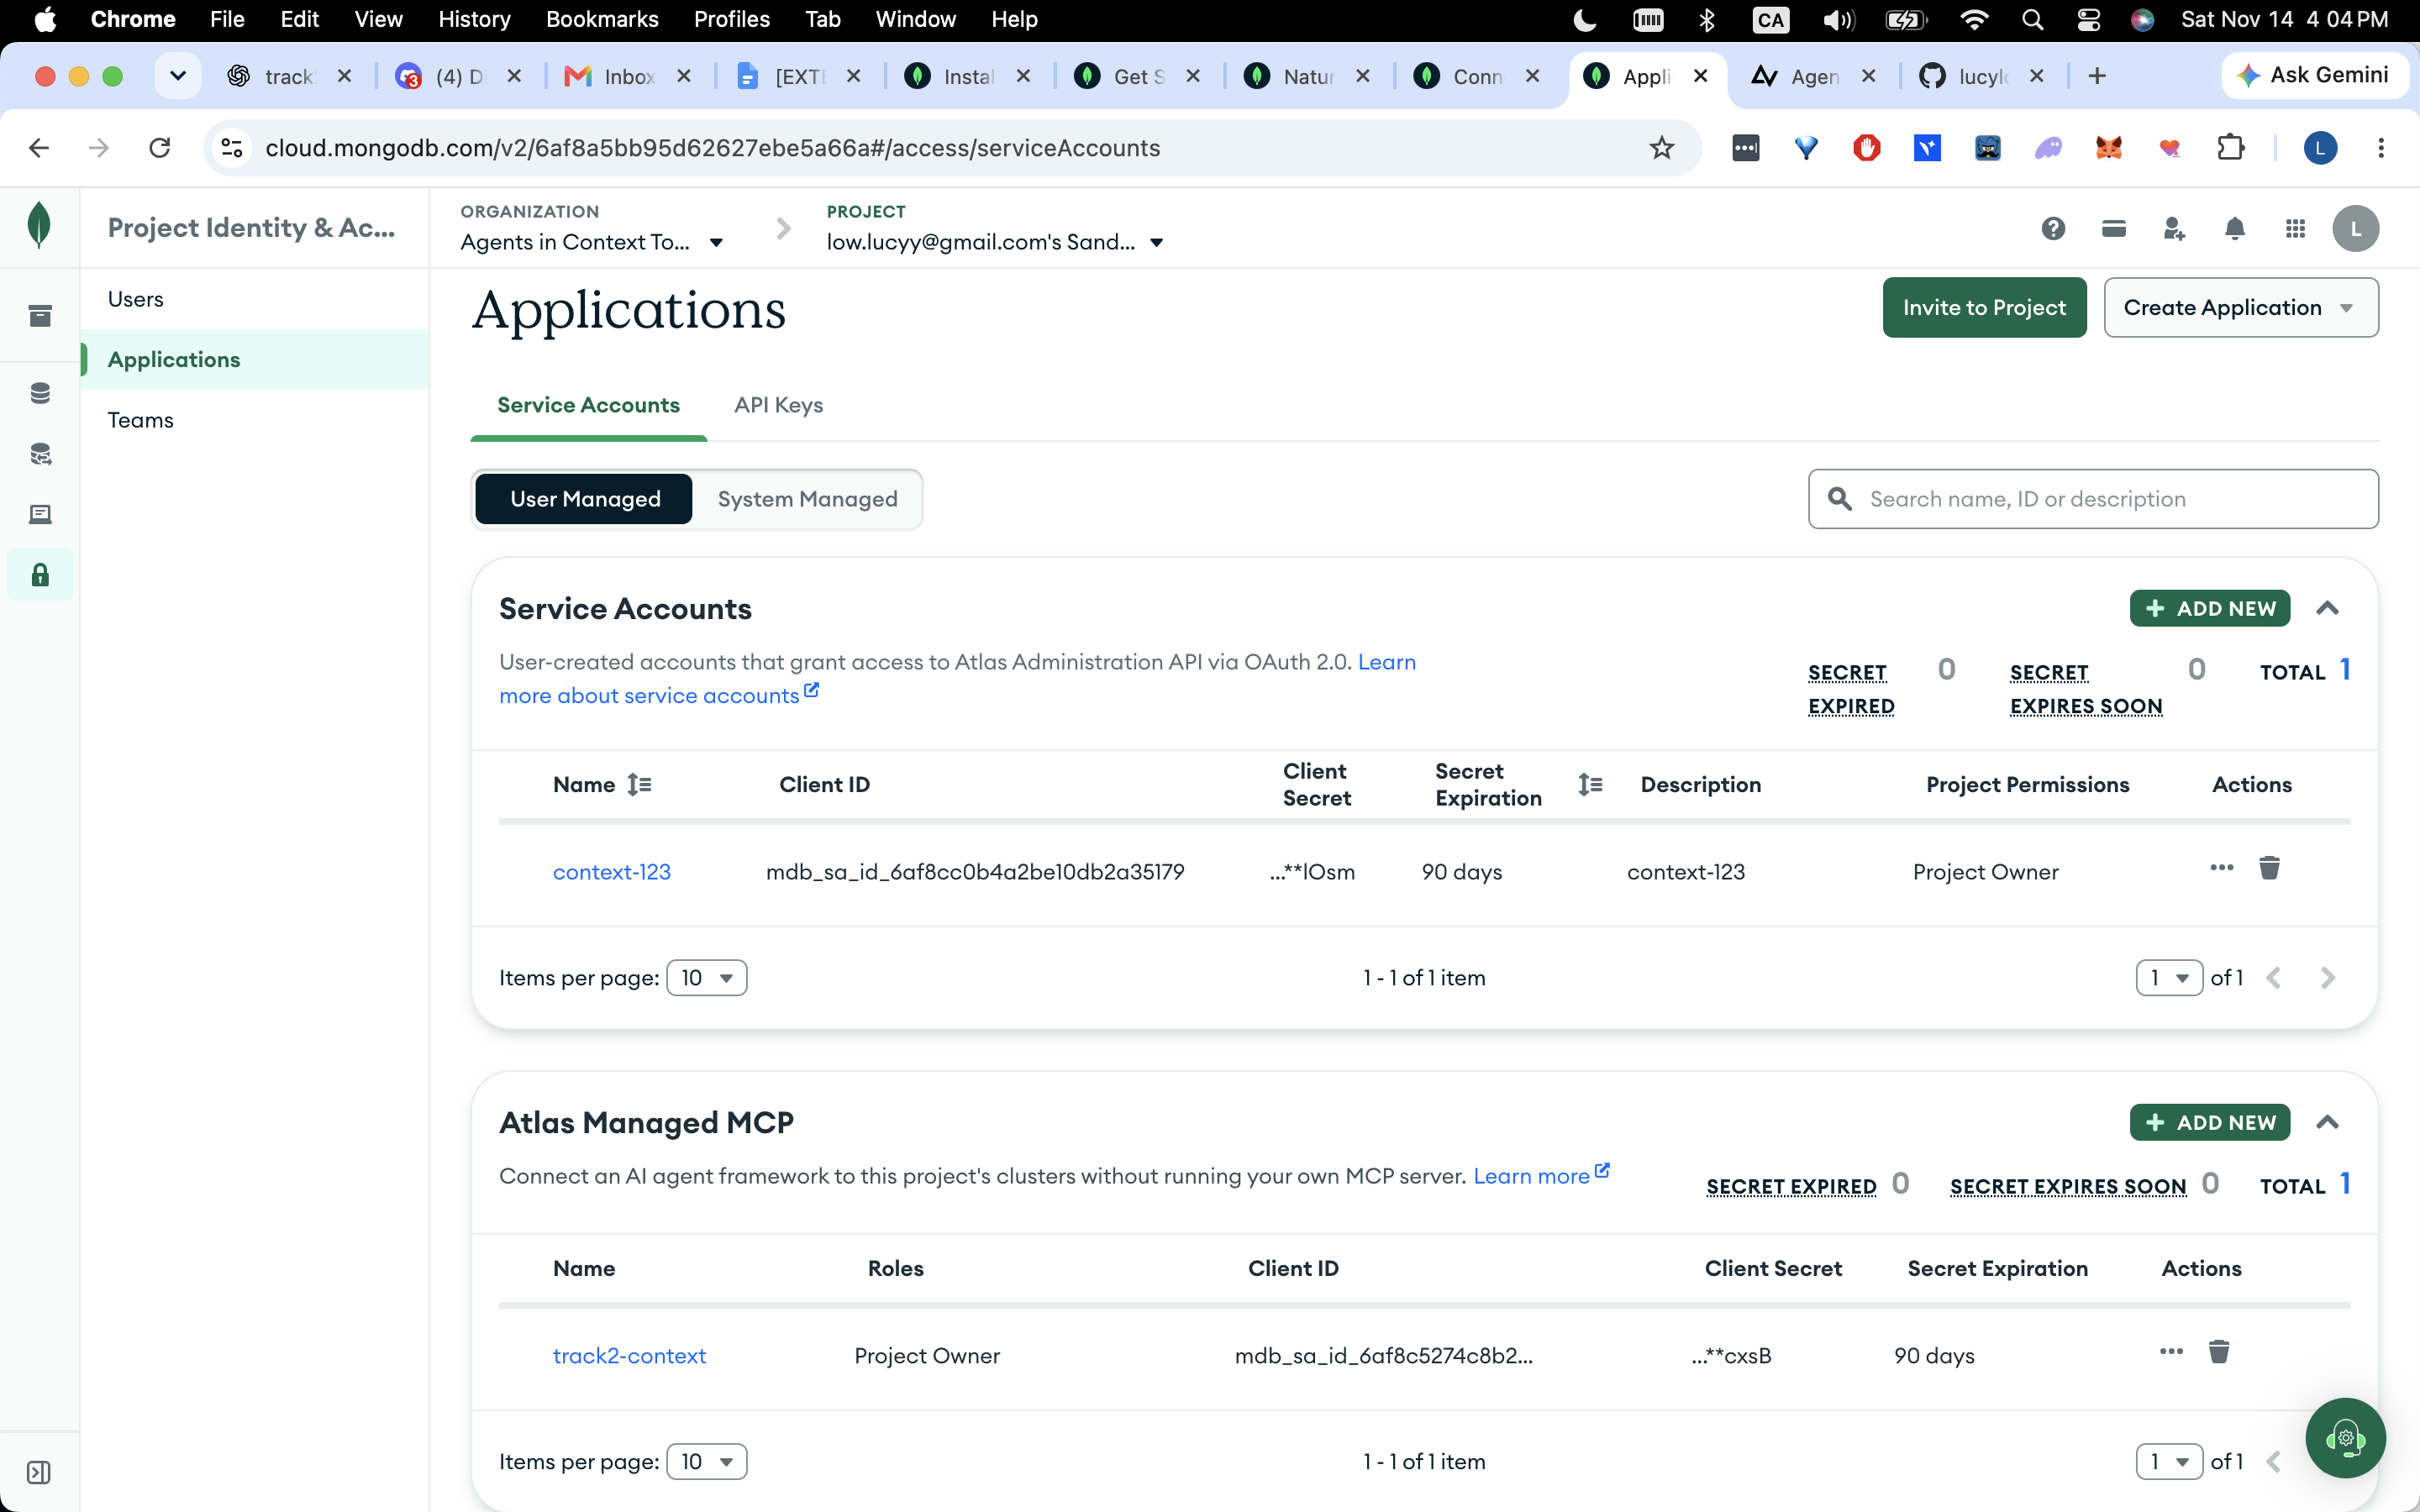 Chrome File Edit View History Bookmarks Profiles Tab Window Help CA Sat Nov 14 4:04 PM
track (4) Di Inbox [EXTE Instal Get S Natur Conn Appli Agen lucylo Ask Gemini
cloud.mongodb.com/v2/6af8a5bb95d62627ebe5a66a#/access/serviceAccounts L
Project Identity & Ac...
Users
Applications
Teams
ORGANIZATION
Agents in Context To...
PROJECT
low.lucyy@gmail.com's Sand...
L
Applications
Invite to Project
Create Application
Service Accounts API Keys
User Managed System Managed
Search name, ID or description
Service Accounts
+ ADD NEW
User-created accounts that grant access to Atlas Administration API via OAuth 2.0. Learn
more about service accounts
SECRET EXPIRED 0
SECRET EXPIRES SOON 0
TOTAL 1
Name Client ID Client Secret Secret Expiration Description Project Permissions Actions
context-123 mdb_sa_id_6af8cc0b4a2be10db2a35179 ...**lOsm 90 days context-123 Project Owner
Items per page: 10 1 - 1 of 1 item 1 of 1
Atlas Managed MCP
+ ADD NEW
Connect an AI agent framework to this project's clusters without running your own MCP server. Learn more
SECRET EXPIRED 0 SECRET EXPIRES SOON 0 TOTAL 1
Name Roles Client ID Client Secret Secret Expiration Actions
track2-context Project Owner mdb_sa_id_6af8c5274c8b2... ...**cxsB 90 days
Items per page: 10 1 - 1 of 1 item 1 of 1